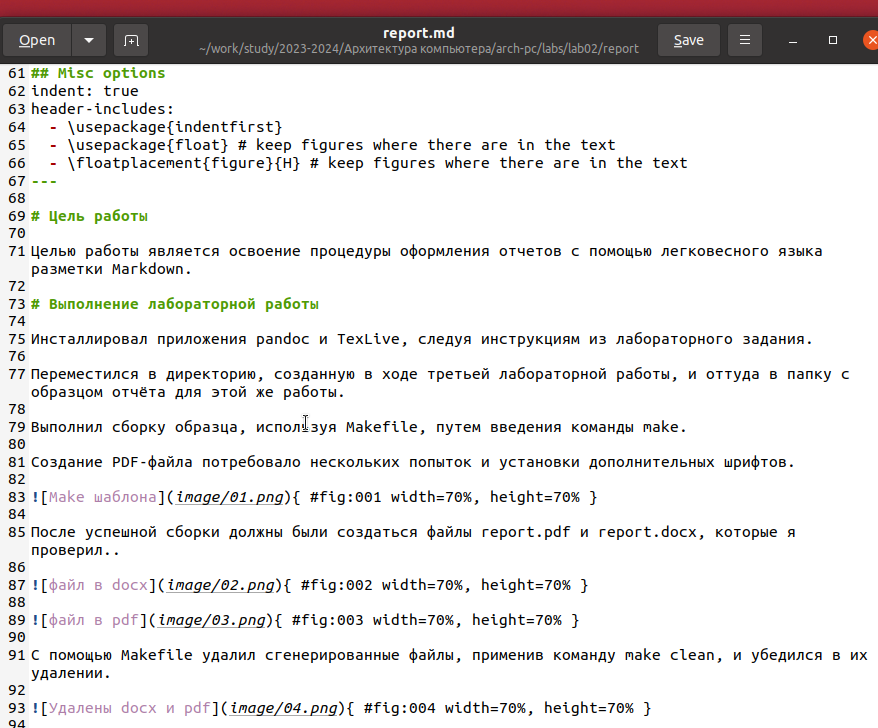 Open
report.md
~/work/study/2023-2024/Архитектура компьютера/arch-pc/labs/lab02/report
Save
61 ## Misc options
62 indent: true
63 header-includes:
64   - \usepackage{indentfirst}
65   - \usepackage{float} # keep figures where there are in the text
66   - \floatplacement{figure}{H} # keep figures where there are in the text
67 ---
68
69 # Цель работы
70
71 Целью работы является освоение процедуры оформления отчетов с помощью легковесного языка
разметки Markdown.
72
73 # Выполнение лабораторной работы
74
75 Инсталлировал приложения pandoc и TexLive, следуя инструкциям из лабораторного задания.
76
77 Переместился в директорию, созданную в ходе третьей лабораторной работы, и оттуда в папку с
образцом отчёта для этой же работы.
78
79 Выполнил сборку образца, используя Makefile, путем введения команды make.
80
81 Создание PDF-файла потребовало нескольких попыток и установки дополнительных шрифтов.
82
83 ![Make шаблона](image/01.png){ #fig:001 width=70%, height=70% }
84
85 После успешной сборки должны были создаться файлы report.pdf и report.docx, которые я
проверил..
86
87 ![файл в docx](image/02.png){ #fig:002 width=70%, height=70% }
88
89 ![файл в pdf](image/03.png){ #fig:003 width=70%, height=70% }
90
91 С помощью Makefile удалил сгенерированные файлы, применив команду make clean, и убедился в их
удалении.
92
93 ![Удалены docx и pdf](image/04.png){ #fig:004 width=70%, height=70% }
94